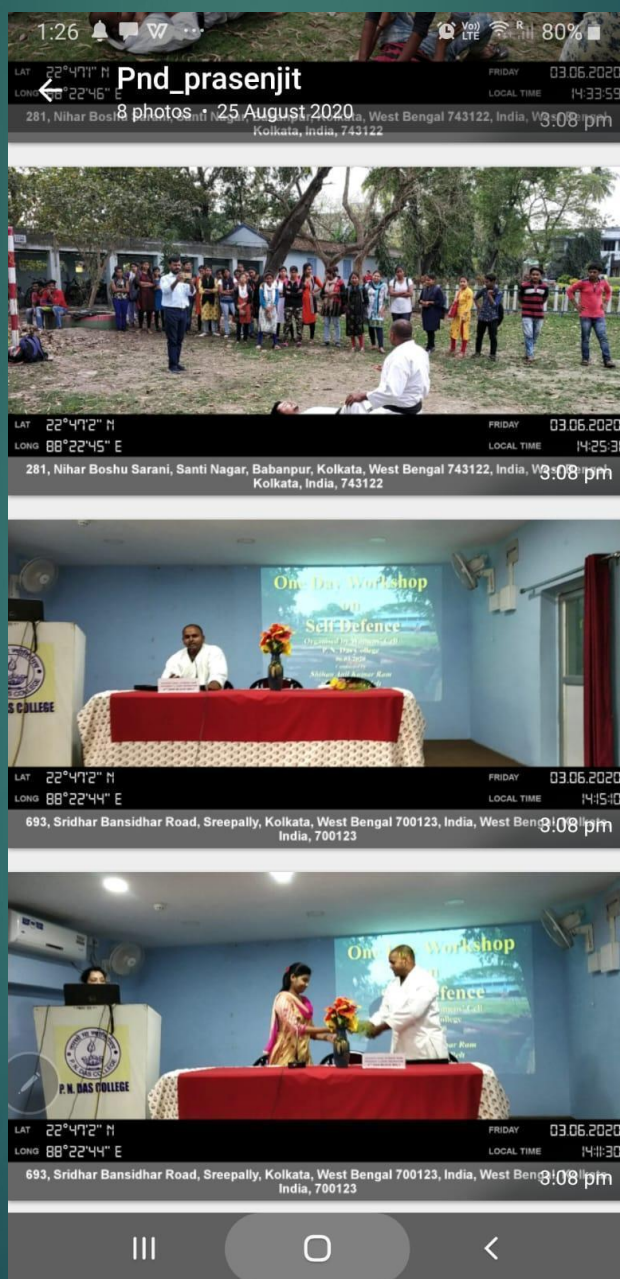 1:26 W ... Vo)) LTE R 80%
LAT 22°47'1" N FRIDAY 03.06.2020
Pnd_prasenjit
LONG 88°22'46" E LOCAL TIME 14:33:59
8 photos • 25 August 2020
281, Nihar Boshu Sarani, Santi Nagar, Babanpur, Kolkata, West Bengal 743122, India, West Bengal
Kolkata, India, 743122
3:08 pm
LAT 22°47'2" N FRIDAY 03.06.2020
LONG 88°22'45" E LOCAL TIME 14:25:3
281, Nihar Boshu Sarani, Santi Nagar, Babanpur, Kolkata, West Bengal 743122, India, West Bengal
Kolkata, India, 743122
3:08 pm
One Day Workshop
on
Self Defence
Organised by
P. N. Das College
S COLLEGE
LAT 22°47'2" N FRIDAY 03.06.2020
LONG 88°22'44" E LOCAL TIME 14:15:10
693, Sridhar Bansidhar Road, Sreepally, Kolkata, West Bengal 700123, India, West Bengal
India, 700123
3:08 pm
Workshop
fence
P. N. DAS COLLEGE
LAT 22°47'2" N FRIDAY 03.06.2020
LONG 88°22'44" E LOCAL TIME 14:11:30
693, Sridhar Bansidhar Road, Sreepally, Kolkata, West Bengal 700123, India, West Bengal
India, 700123
3:08 pm